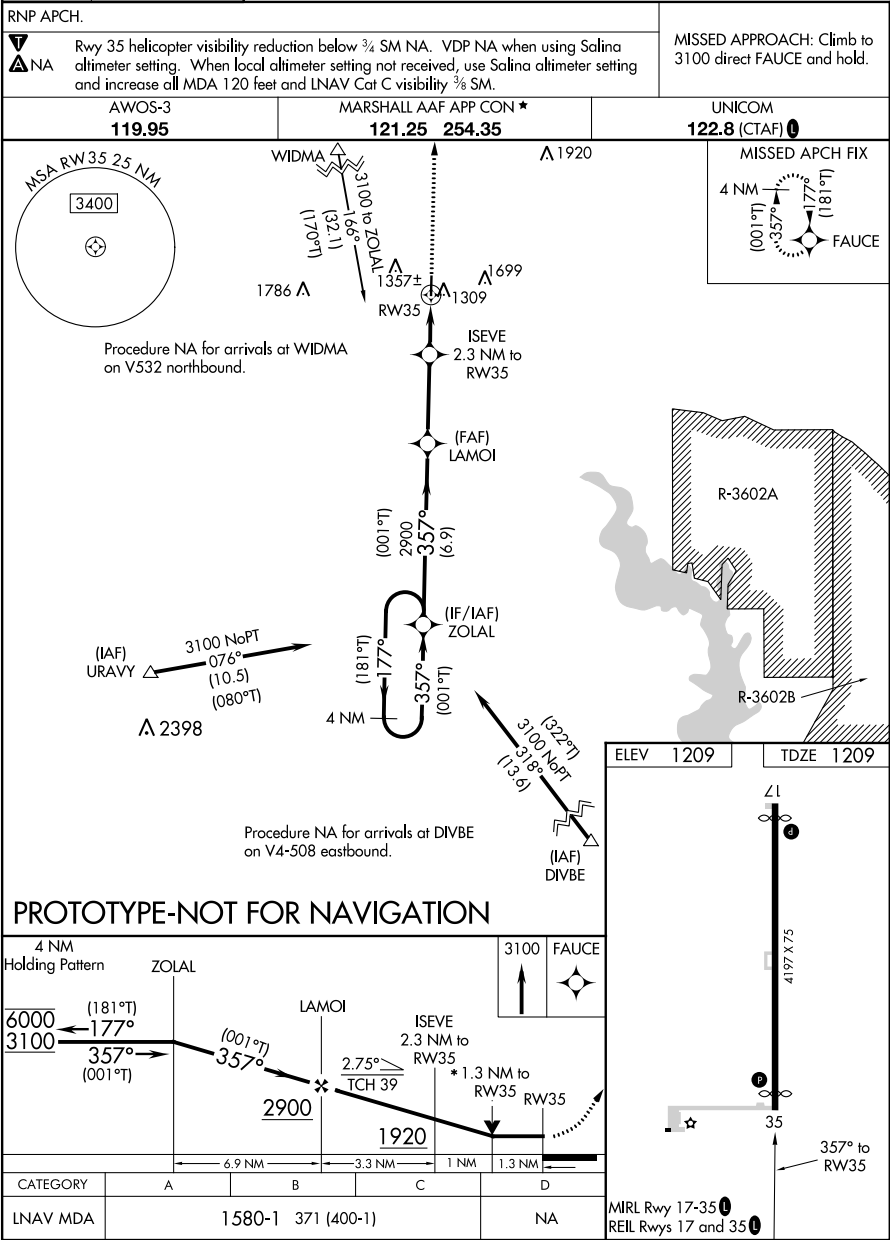 RNP APCH.
T
A NA
Rwy 35 helicopter visibility reduction below ¾ SM NA. VDP NA when using Salina
altimeter setting. When local altimeter setting not received, use Salina altimeter setting
and increase all MDA 120 feet and LNAV Cat C visibility ⅜ SM.
MISSED APPROACH: Climb to
3100 direct FAUCE and hold.
AWOS-3
119.95
MARSHALL AAF APP CON ★
121.25 254.35
UNICOM
122.8 (CTAF) L
MSA RW35 25 NM
3400
WIDMA
3100 to ZOLAL
166°
(32.1)
(170°T)
1920
MISSED APCH FIX
4 NM
177°
(181°T)
357°
(001°T)
FAUCE
1786
1357±
1699
1309
RW35
Procedure NA for arrivals at WIDMA
on V532 northbound.
ISEVE
2.3 NM to
RW35
(FAF)
LAMOI
R-3602A
(001°T)
2900
357°
(6.9)
(IF/IAF)
ZOLAL
(IAF)
URAVY
3100 NoPT
076°
(10.5)
(080°T)
(181°T)
177°
357°
(001°T)
4 NM
R-3602B
2398
(322°T)
3100 NoPT
318°
(13.6)
Procedure NA for arrivals at DIVBE
on V4-508 eastbound.
(IAF)
DIVBE
ELEV 1209
TDZE 1209
17
P
4197 X 75
P
35
357° to
RW35
MIRL Rwy 17-35 L
REIL Rwys 17 and 35 L
PROTOTYPE-NOT FOR NAVIGATION
4 NM
Holding Pattern
ZOLAL
3100
FAUCE
6000
3100
(181°T)
177°
357°
(001°T)
LAMOI
(001°T)
357°
2900
2.75°
TCH 39
ISEVE
2.3 NM to
RW35
* 1.3 NM to
RW35
RW35
1920
6.9 NM
3.3 NM
1 NM
1.3 NM
CATEGORY A B C D
LNAV MDA 1580-1 371 (400-1) NA